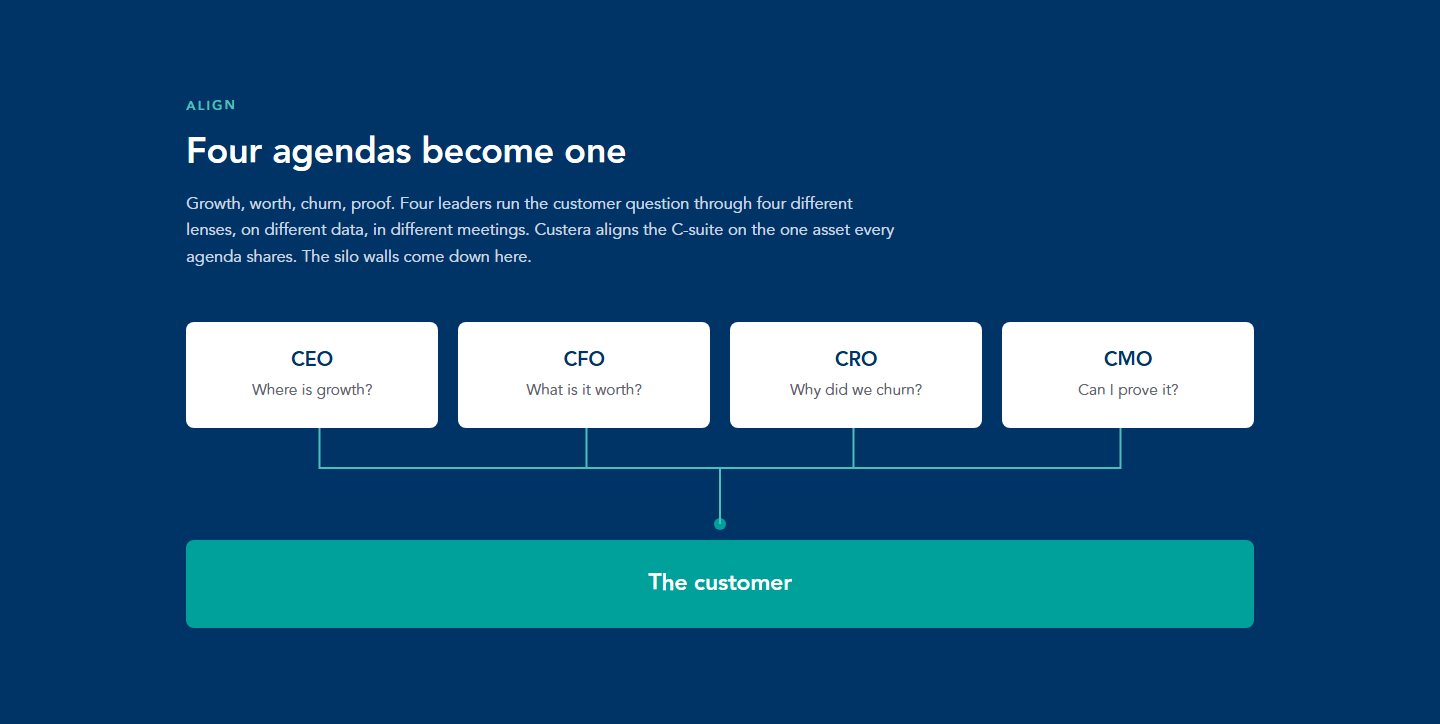 ALIGN
Four agendas become one
Growth, worth, churn, proof. Four leaders run the customer question through four different
lenses, on different data, in different meetings. Custera aligns the C-suite on the one asset every
agenda shares. The silo walls come down here.
CEO
Where is growth?
CFO
What is it worth?
CRO
Why did we churn?
CMO
Can I prove it?
The customer